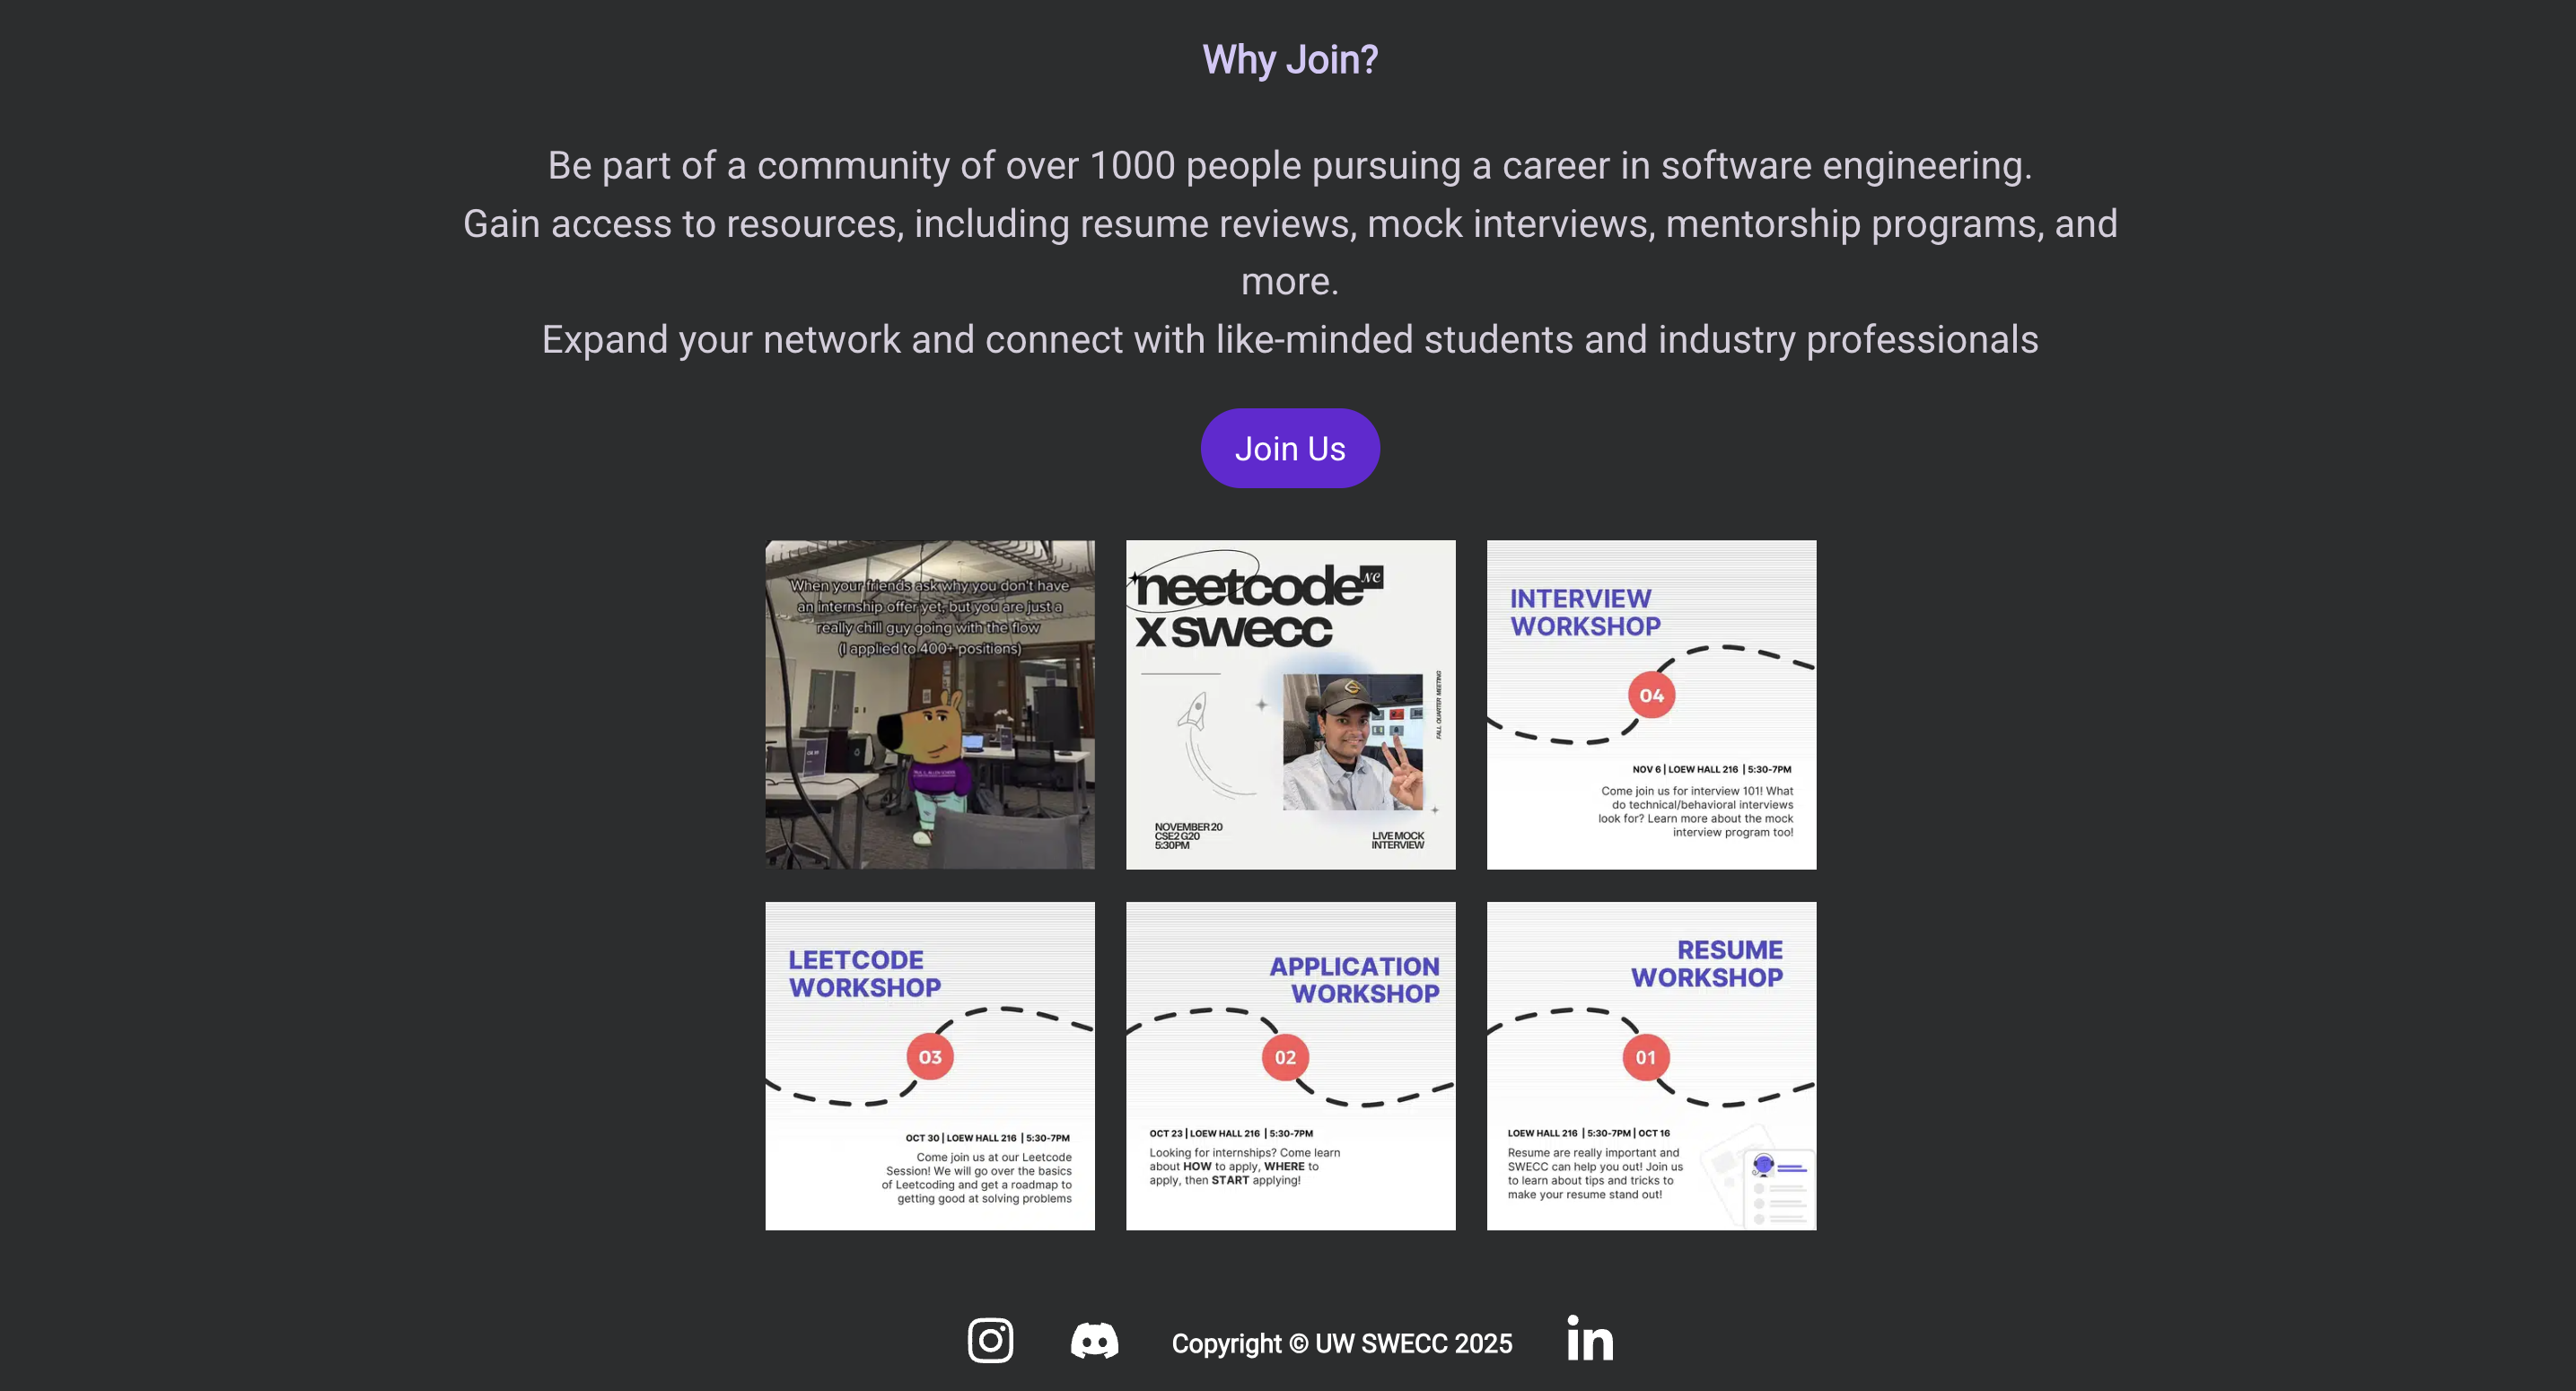 Why Join?
Be part of a community of over 1000 people pursuing a career in software engineering.
Gain access to resources, including resume reviews, mock interviews, mentorship programs, and
more.
Expand your network and connect with like-minded students and industry professionals
Join Us
When your friends ask why you don't have
an internship offer yet, but you are just a
really chill guy going with the flow
(I applied to 400+ positions)
neetcode NC
x swecc
FALL QUARTER MEETING
NOVEMBER 20
CSE2 G20
5:30PM
LIVE MOCK
INTERVIEW
INTERVIEW
WORKSHOP
04
NOV 6 | LOEW HALL 216 | 5:30-7PM
Come join us for interview 101! What
do technical/behavioral interviews
look for? Learn more about the mock
interview program too!
LEETCODE
WORKSHOP
03
OCT 30 | LOEW HALL 216 | 5:30-7PM
Come join us at our Leetcode
Session! We will go over the basics
of Leetcoding and get a roadmap to
getting good at solving problems
APPLICATION
WORKSHOP
02
OCT 23 | LOEW HALL 216 | 5:30-7PM
Looking for internships? Come learn
about HOW to apply, WHERE to
apply, then START applying!
RESUME
WORKSHOP
01
LOEW HALL 216 | 5:30-7PM | OCT 16
Resume are really important and
SWECC can help you out! Join us
to learn about tips and tricks to
make your resume stand out!
Copyright © UW SWECC 2025
in